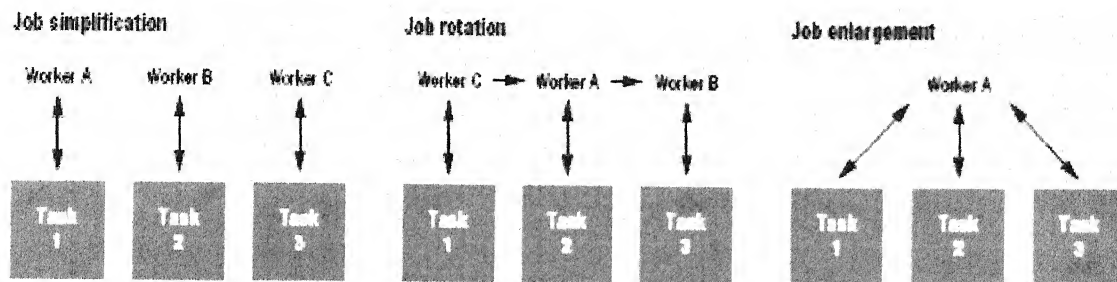 Job simplification
Worker A
Worker B
Worker C
Task
1
Task
2
Task
3
Job rotation
Worker C
Worker A
Worker B
Task
1
Task
2
Task
3
Job enlargement
Worker A
Task
1
Task
2
Task
3